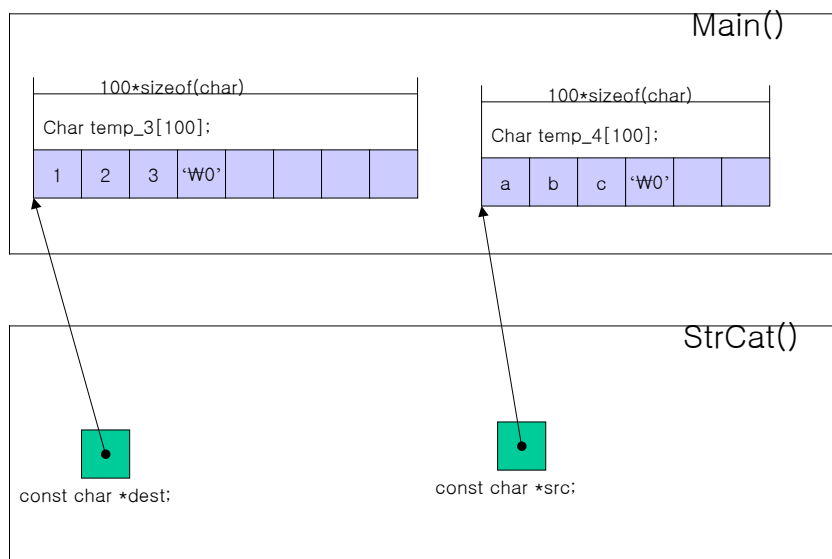 Main()
100*sizeof(char)
Char temp_3[100];
1 2 3 ‘₩0’
100*sizeof(char)
Char temp_4[100];
a b c ‘₩0’
StrCat()
const char *dest;
const char *src;